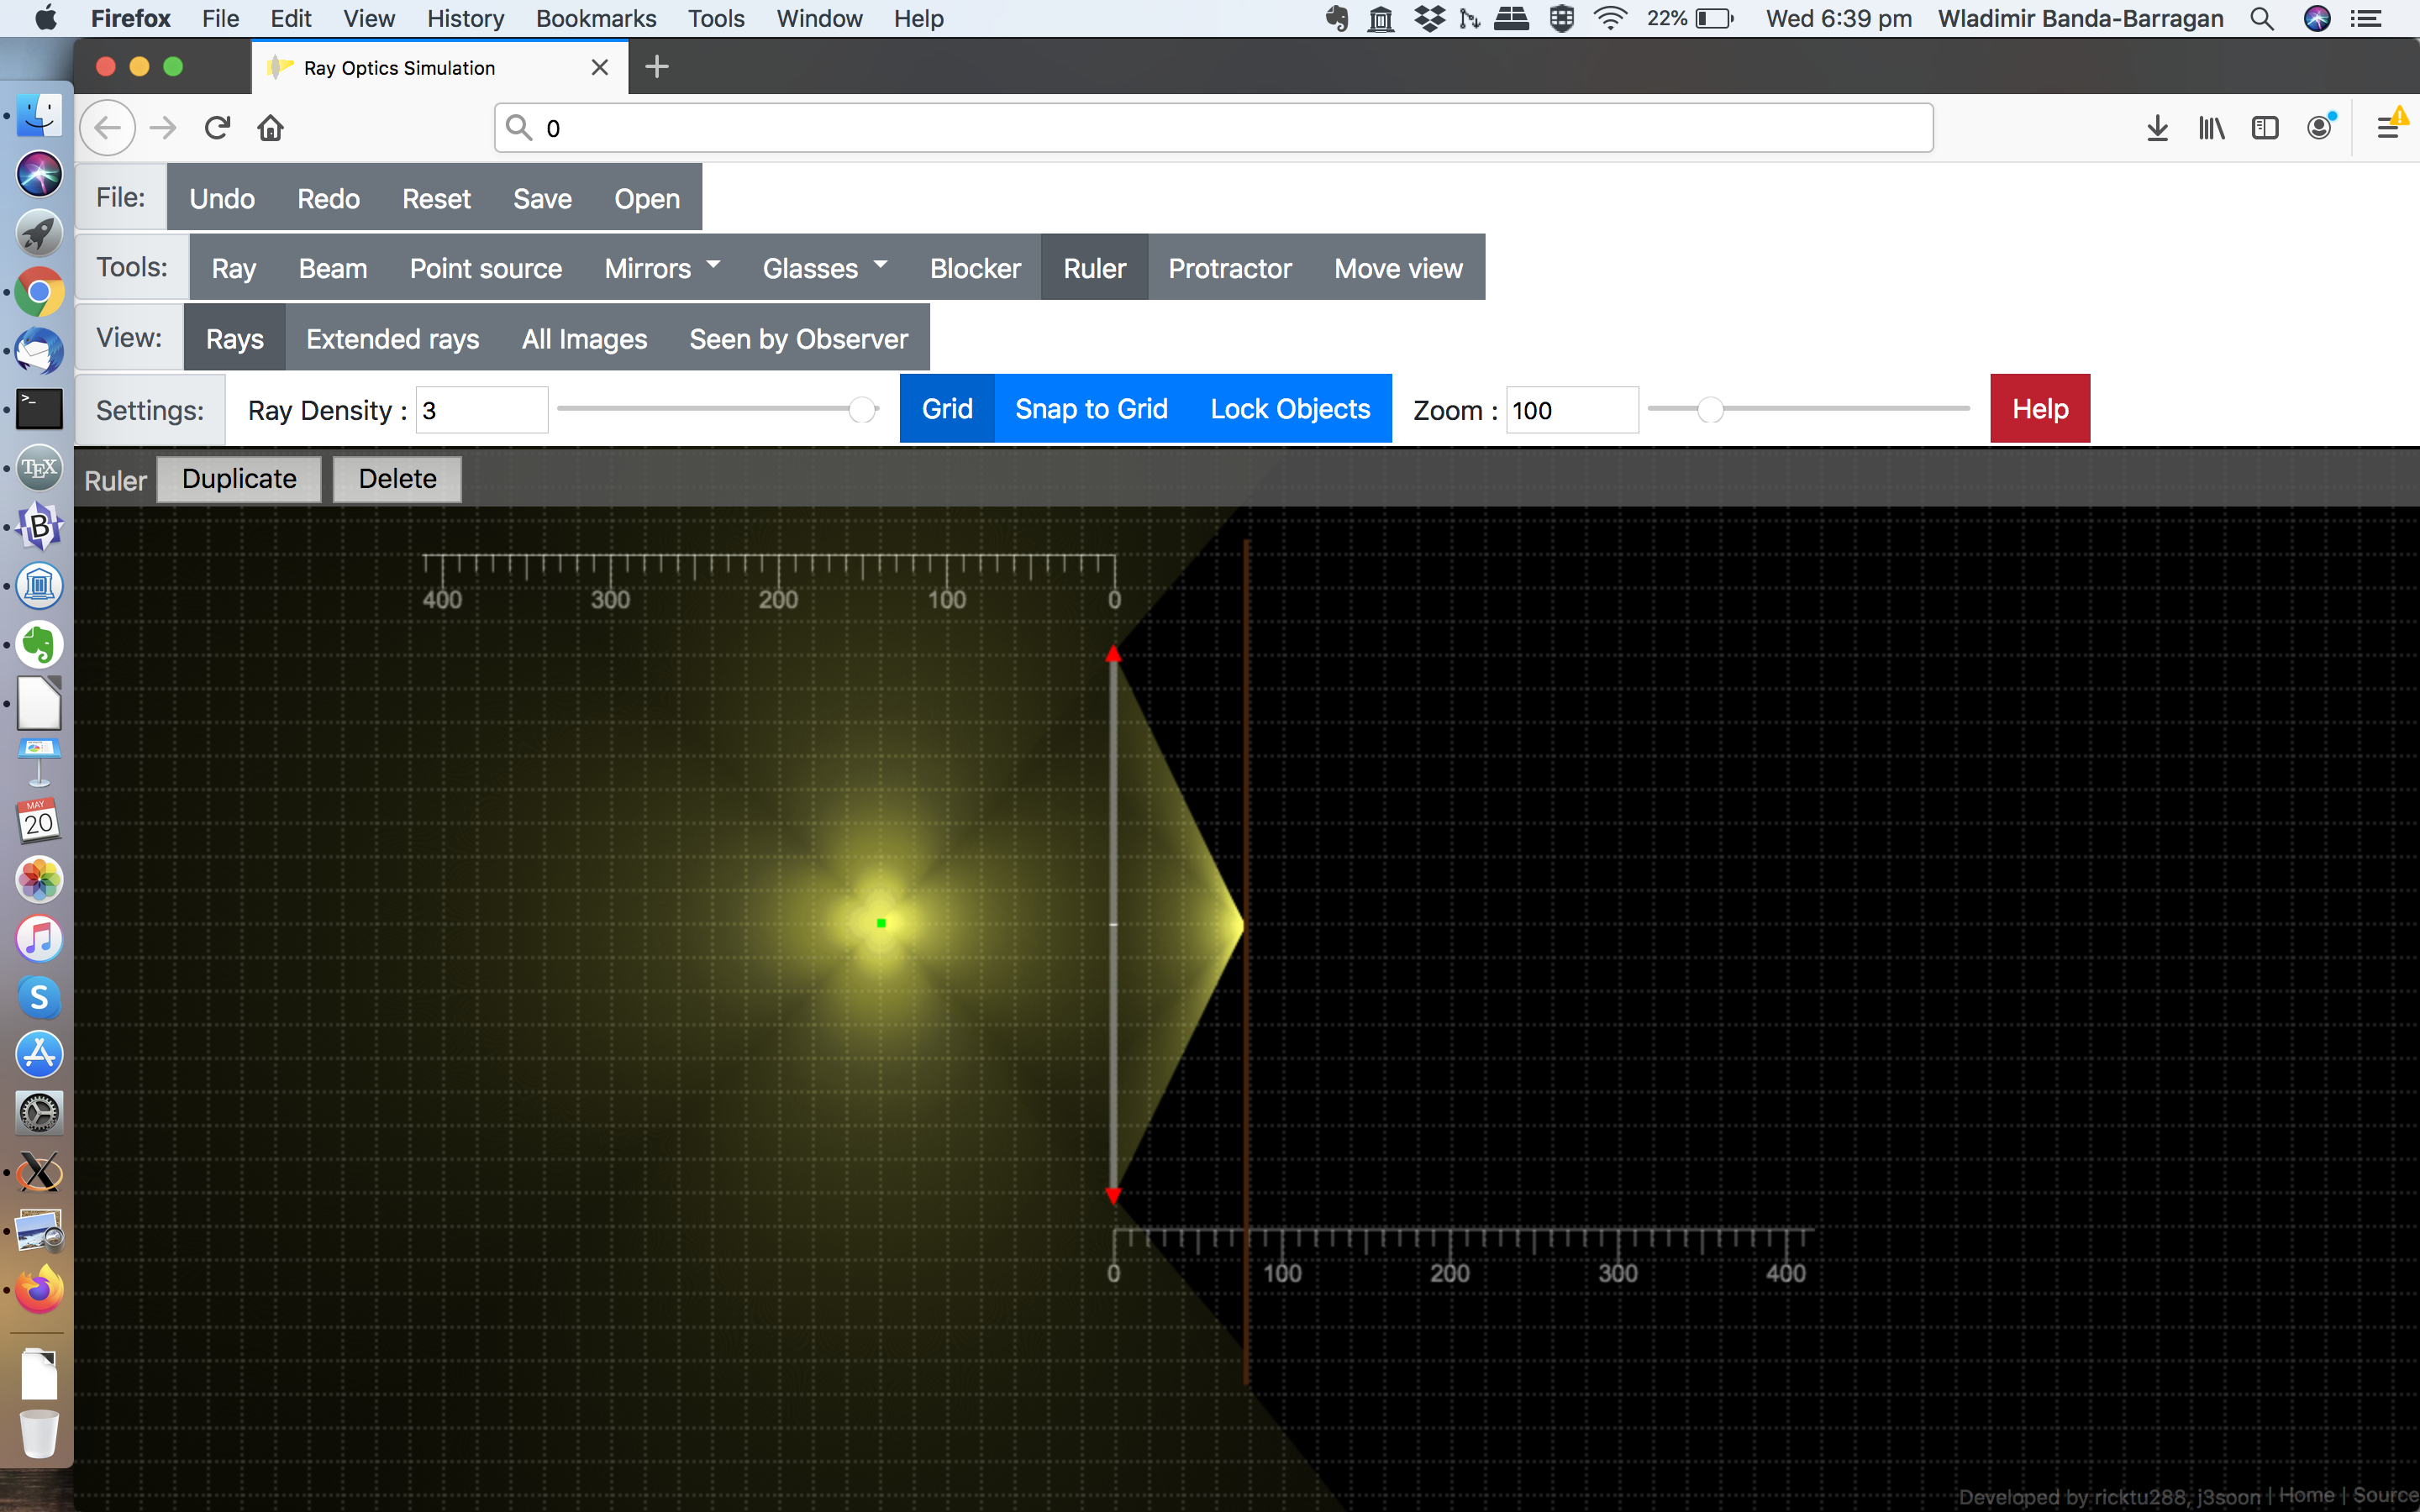 Firefox File Edit View History Bookmarks Tools Window Help 22% Wed 6:39 pm Wladimir Banda-Barragan
Ray Optics Simulation
0
File: Undo Redo Reset Save Open
Tools: Ray Beam Point source Mirrors Glasses Blocker Ruler Protractor Move view
View: Rays Extended rays All Images Seen by Observer
Settings: Ray Density : 3 Grid Snap to Grid Lock Objects Zoom : 100 Help
Ruler Duplicate Delete
400 300 200 100 0
0 100 200 300 400
>_
TEX
B
MAY
20
S
X
Developed by ricktu288, j3soon | Home | Source